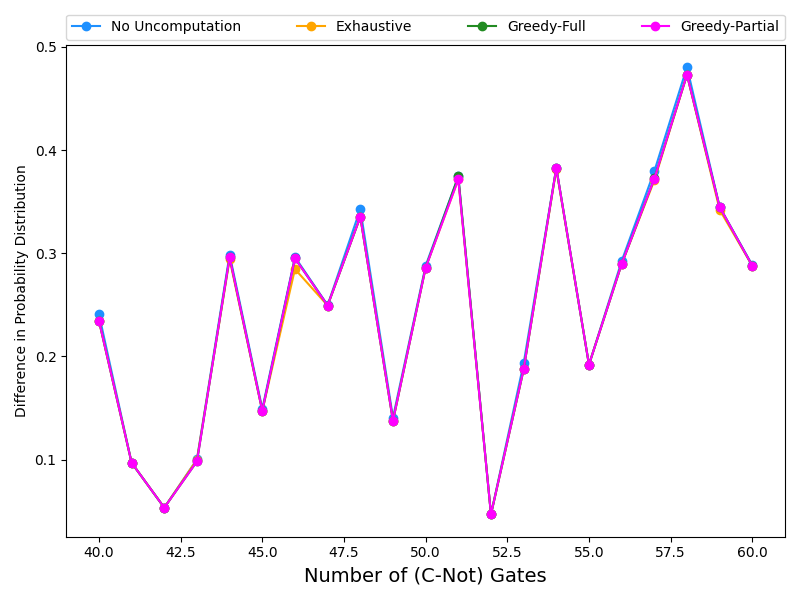 No Uncomputation Exhaustive Greedy-Full Greedy-Partial
0.5
0.4
0.3
0.2
0.1
Difference in Probability Distribution
40.0 42.5 45.0 47.5 50.0 52.5 55.0 57.5 60.0
Number of (C-Not) Gates